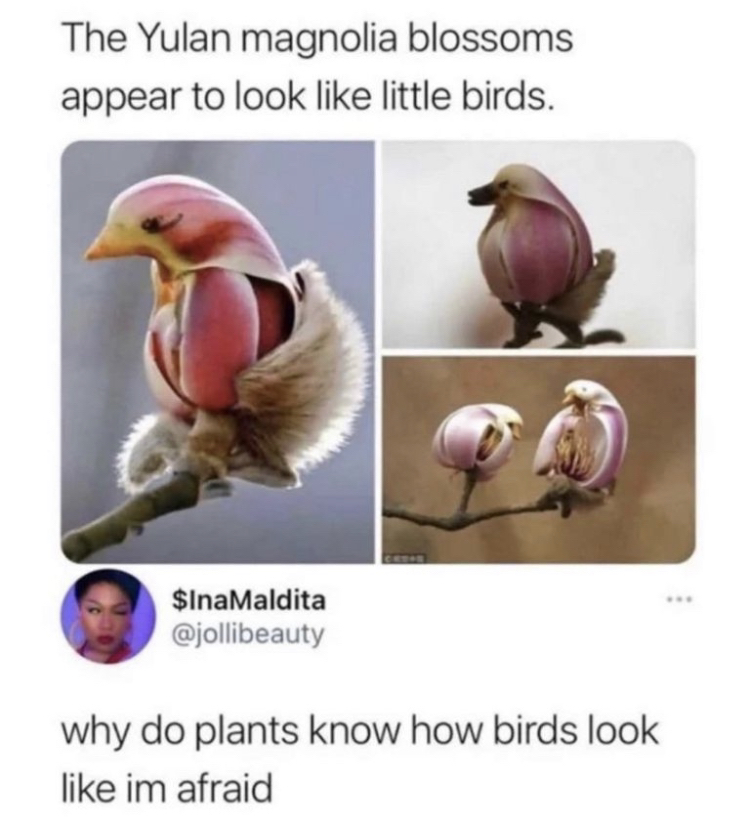 The Yulan magnolia blossoms
appear to look like little birds.
$InaMaldita
@jollibeauty
why do plants know how birds look
like im afraid